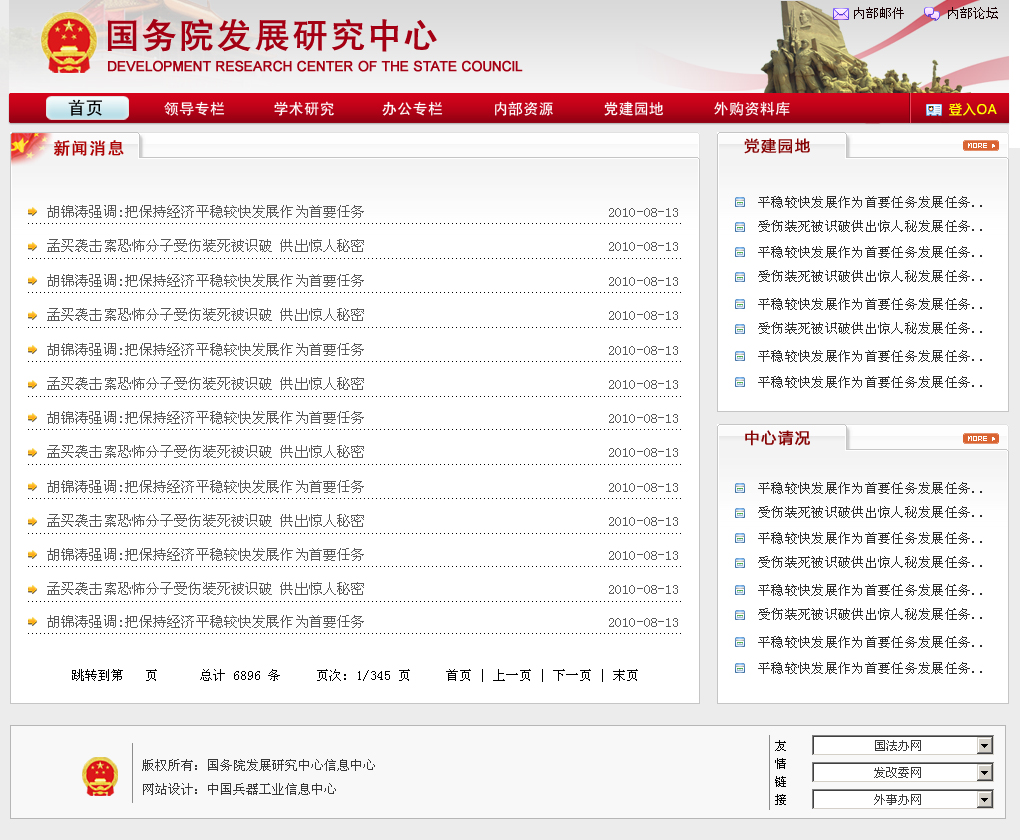 内部邮件 内部论坛
国务院发展研究中心
DEVELOPMENT RESEARCH CENTER OF THE STATE COUNCIL
首页 领导专栏 学术研究 办公专栏 内部资源 党建园地 外购资料库 登入OA
新闻消息
胡锦涛强调:把保持经济平稳较快发展作为首要任务 2010-08-13
孟买袭击案恐怖分子受伤装死被识破 供出惊人秘密 2010-08-13
胡锦涛强调:把保持经济平稳较快发展作为首要任务 2010-08-13
孟买袭击案恐怖分子受伤装死被识破 供出惊人秘密 2010-08-13
胡锦涛强调:把保持经济平稳较快发展作为首要任务 2010-08-13
孟买袭击案恐怖分子受伤装死被识破 供出惊人秘密 2010-08-13
胡锦涛强调:把保持经济平稳较快发展作为首要任务 2010-08-13
孟买袭击案恐怖分子受伤装死被识破 供出惊人秘密 2010-08-13
胡锦涛强调:把保持经济平稳较快发展作为首要任务 2010-08-13
孟买袭击案恐怖分子受伤装死被识破 供出惊人秘密 2010-08-13
胡锦涛强调:把保持经济平稳较快发展作为首要任务 2010-08-13
孟买袭击案恐怖分子受伤装死被识破 供出惊人秘密 2010-08-13
胡锦涛强调:把保持经济平稳较快发展作为首要任务 2010-08-13
跳转到第 页 总计 6896 条 页次: 1/345 页 首页 | 上一页 | 下一页 | 末页
党建园地 MORE
平稳较快发展作为首要任务发展任务..
受伤装死被识破供出惊人秘发展任务..
平稳较快发展作为首要任务发展任务..
受伤装死被识破供出惊人秘发展任务..
平稳较快发展作为首要任务发展任务..
受伤装死被识破供出惊人秘发展任务..
平稳较快发展作为首要任务发展任务..
平稳较快发展作为首要任务发展任务..
中心请况 MORE
平稳较快发展作为首要任务发展任务..
受伤装死被识破供出惊人秘发展任务..
平稳较快发展作为首要任务发展任务..
受伤装死被识破供出惊人秘发展任务..
平稳较快发展作为首要任务发展任务..
受伤装死被识破供出惊人秘发展任务..
平稳较快发展作为首要任务发展任务..
平稳较快发展作为首要任务发展任务..
版权所有: 国务院发展研究中心信息中心
网站设计: 中国兵器工业信息中心
友情链接
国法办网
发改委网
外事办网